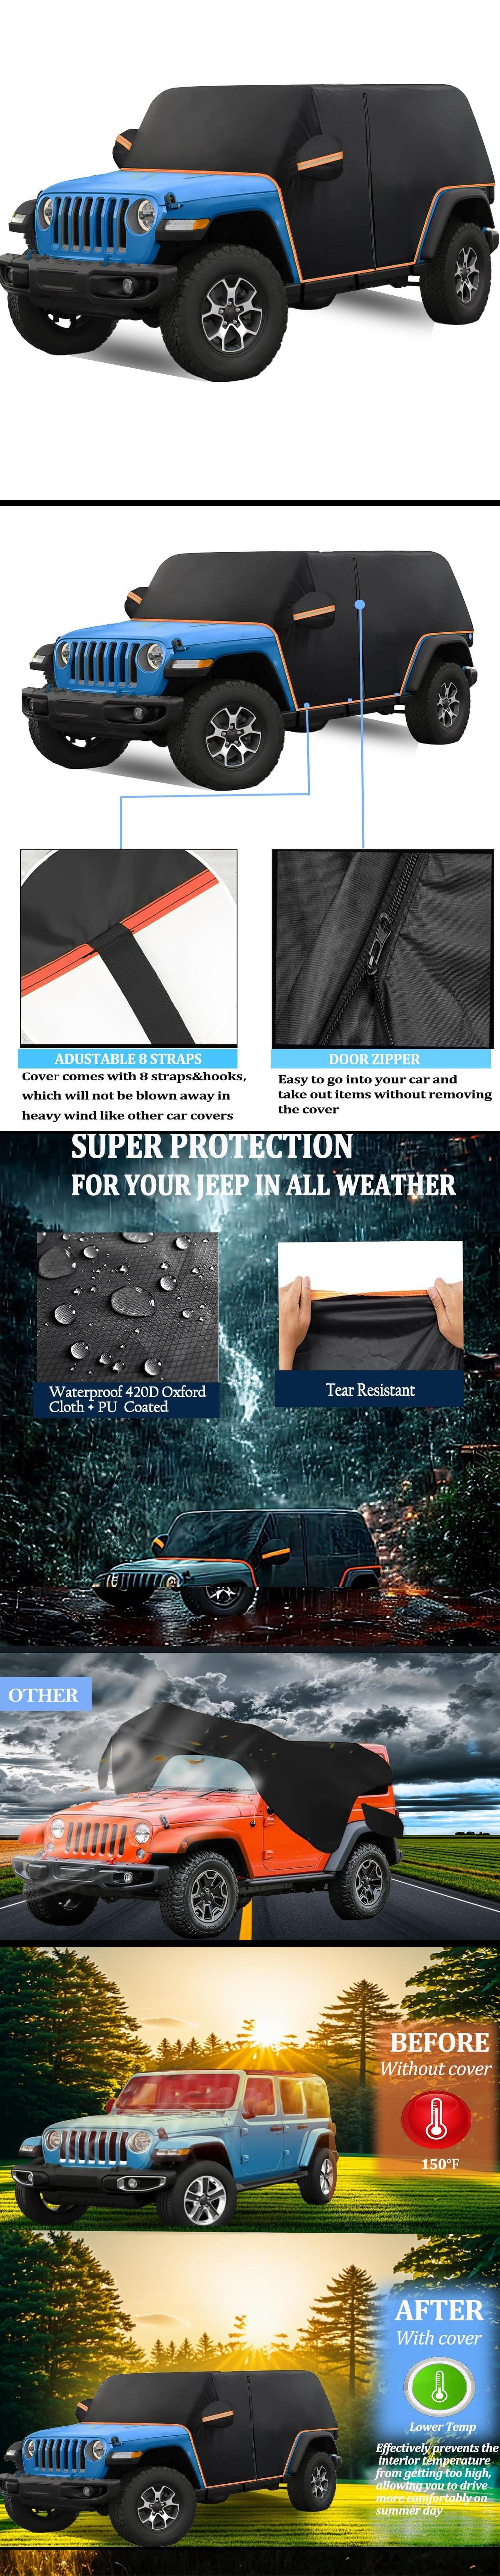 ADUSTABLE 8 STRAPS
Cover comes with 8 straps&hooks,
which will not be blown away in
heavy wind like other car covers
DOOR ZIPPER
Easy to go into your car and
take out items without removing
the cover
SUPER PROTECTION
FOR YOUR JEEP IN ALL WEATHER
Waterproof 420D Oxford
Cloth + PU Coated
Tear Resistant
OTHER
BEFORE
Without cover
150°F
AFTER
With cover
Lower Temp
Effectively prevents the
interior temperature
from getting too high,
allowing you to drive
more comfortably on
summer day